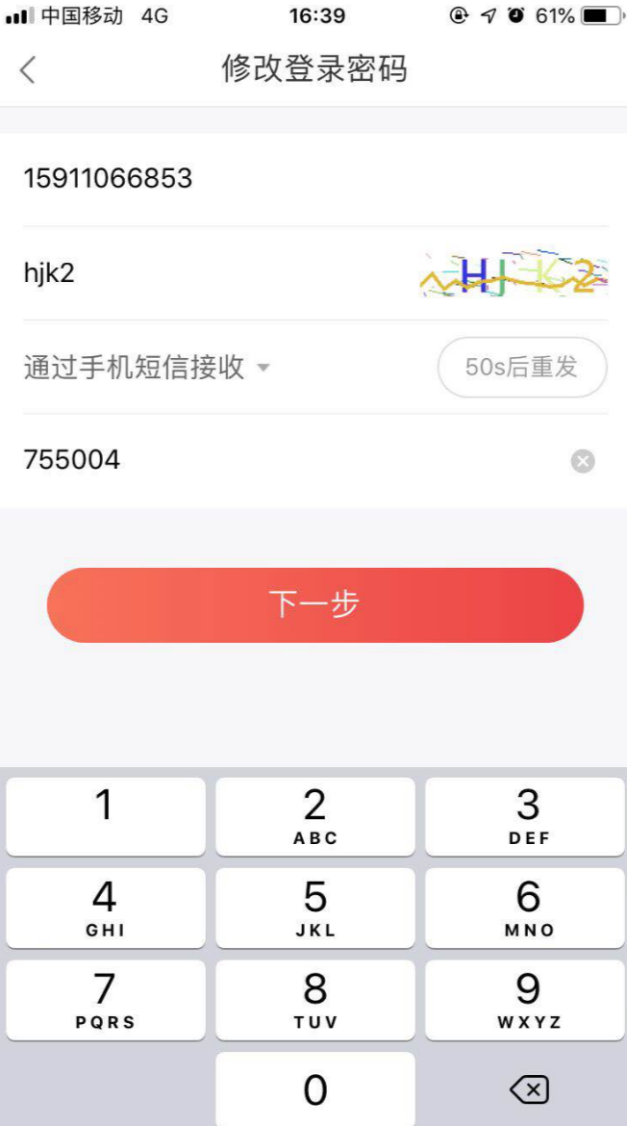 中国移动 4G 16:39 61%
修改登录密码
15911066853
hjk2 HJK2
通过手机短信接收 50s后重发
755004
下一步
1 2 3
ABC DEF
4 5 6
GHI JKL MNO
7 8 9
PQRS TUV WXYZ
0